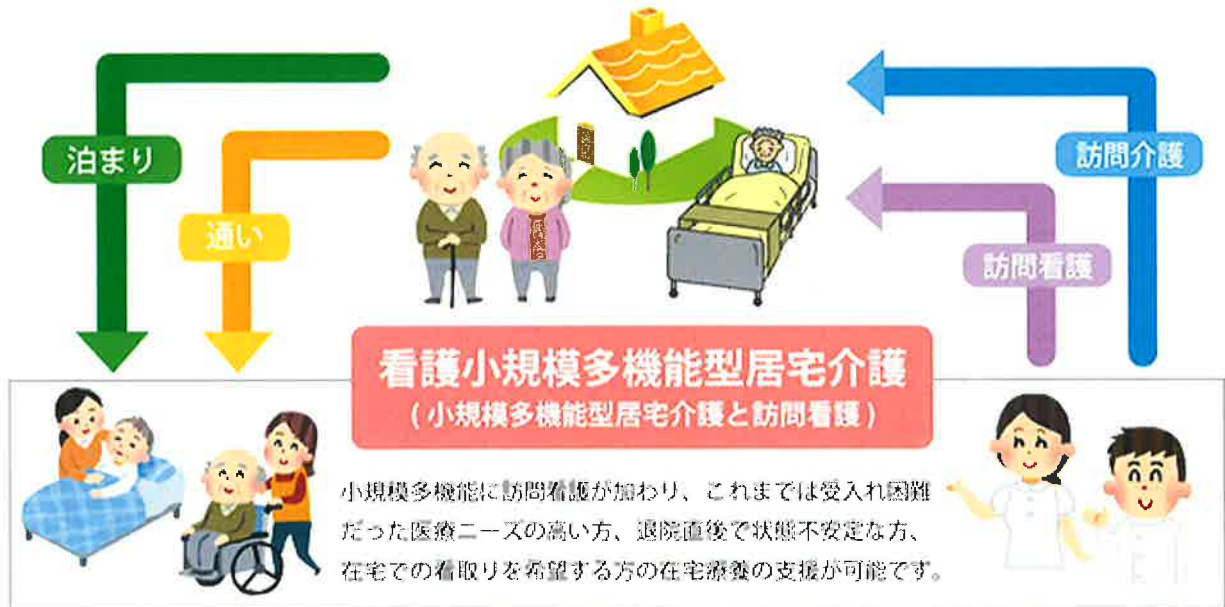 泊まり
通い
訪問介護
訪問看護
看護小規模多機能型居宅介護
(小規模多機能型居宅介護と訪問看護)
小規模多機能に訪問看護が加わり、これまでは受入れ困難
だった医療ニーズの高い方、退院直後で状態不安定な方、
在宅での看取りを希望する方の在宅療養の支援が可能です。